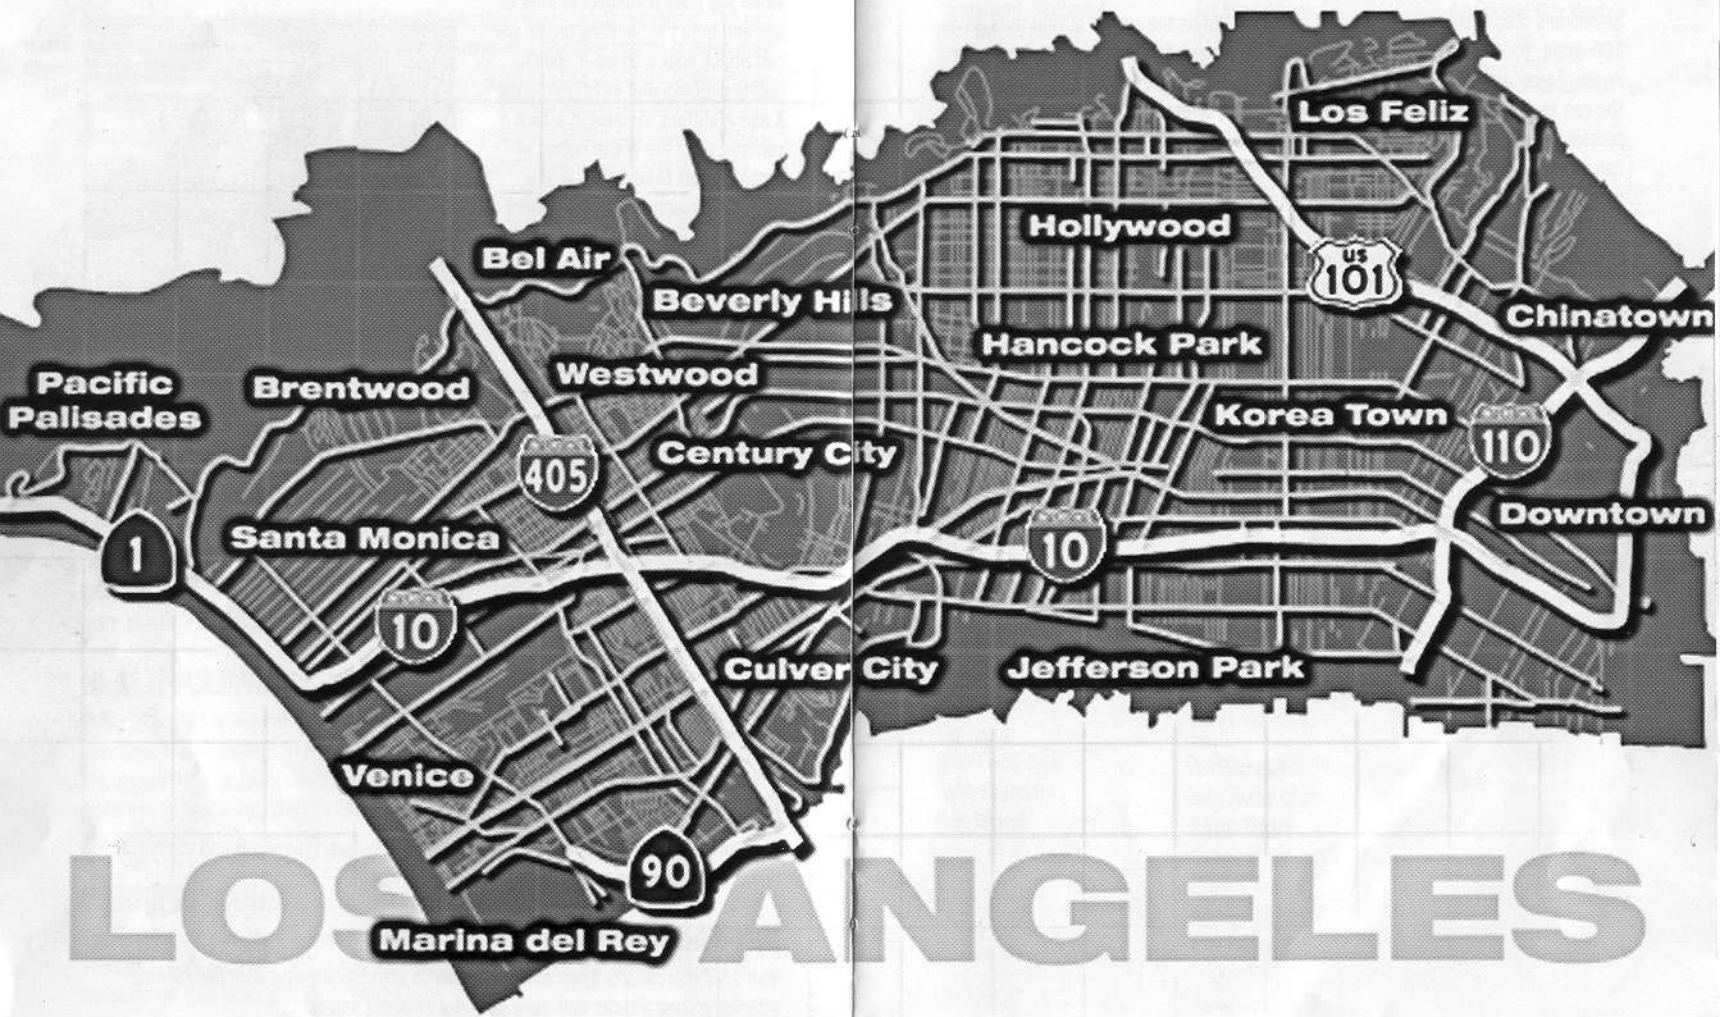 Los Feliz
Hollywood
Bel Air
US
101
Beverly Hills
Chinatown
Hancock Park
Pacific
Palisades
Brentwood
Westwood
Korea Town
110
Century City
405
Downtown
Santa Monica
1
10
10
Culver City
Jefferson Park
Venice
90
Marina del Rey
LOS ANGELES